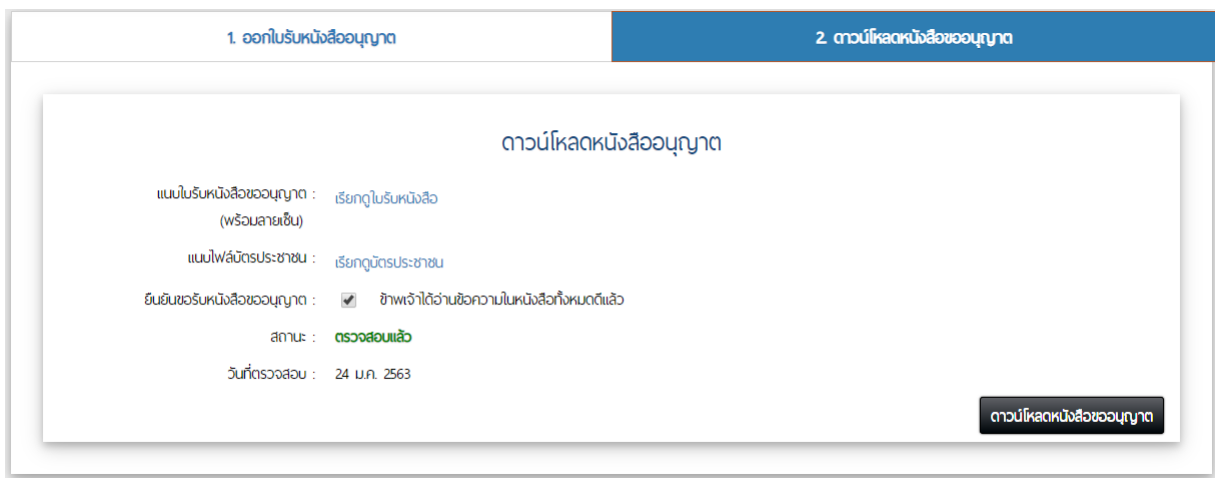 1. ออกใบรับหนังสืออนุญาต
2. ดาวน์โหลดหนังสือขออนุญาต
ดาวน์โหลดหนังสืออนุญาต
แนบใบรับหนังสือขออนุญาต : เรียกดูใบรับหนังสือ
(พร้อมลายเซ็น)
แนบไฟล์บัตรประชาชน : เรียกดูบัตรประชาชน
ยืนยันขอรับหนังสือขออนุญาต : ข้าพเจ้าได้อ่านข้อความในหนังสือทั้งหมดดีแล้ว
สถานะ : ตรวจสอบแล้ว
วันที่ตรวจสอบ : 24 ม.ค. 2563
ดาวน์โหลดหนังสือขออนุญาต